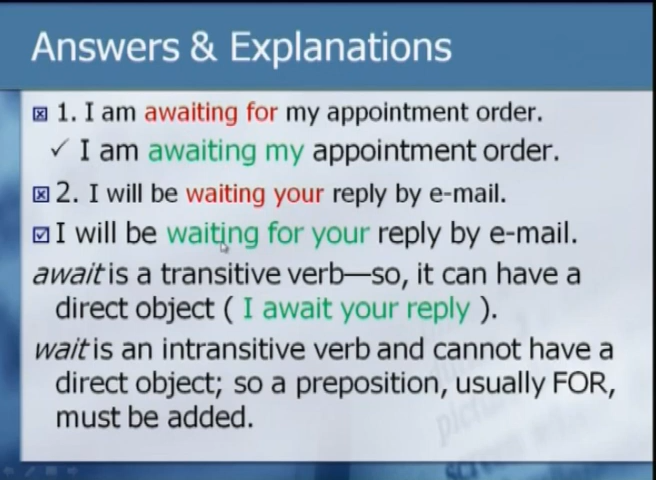 Answers & Explanations
1. I am awaiting for my appointment order.
I am awaiting my appointment order.
2. I will be waiting your reply by e-mail.
I will be waiting for your reply by e-mail.
await is a transitive verb—so, it can have a
direct object ( I await your reply ).
wait is an intransitive verb and cannot have a
direct object; so a preposition, usually FOR,
must be added.